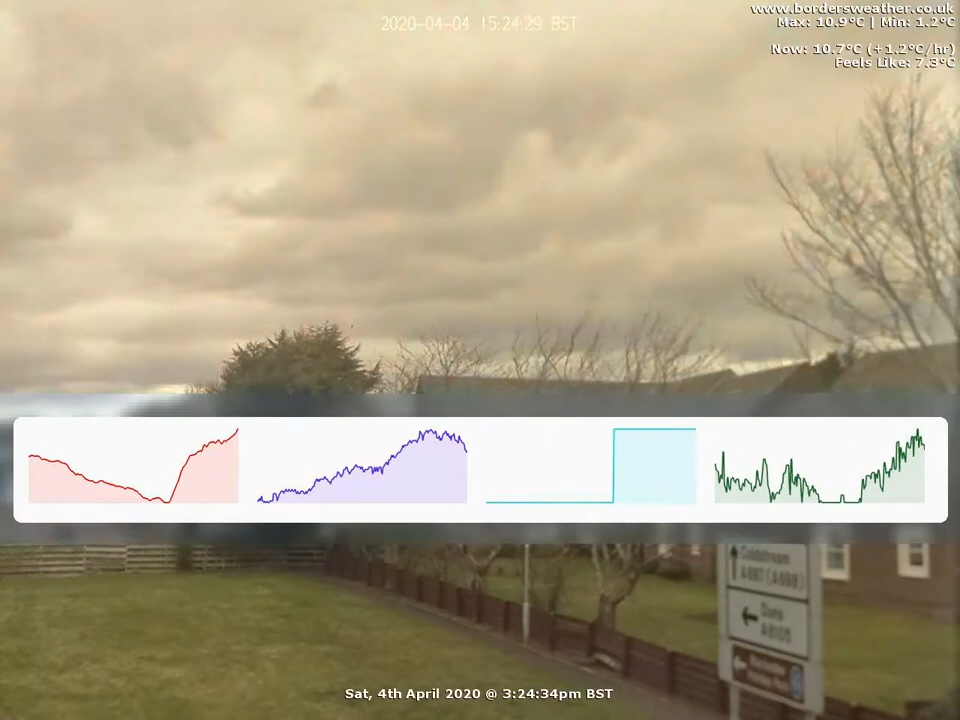 www.bordersweather.co.uk
Max: 10.9°C | Min: 1.2°C
2020-04-04 15:24:29 BST
Now: 10.7°C (+1.2°C/hr)
Feels Like: 7.3°C
Coldstream
A697 (A698)
Duns
A6105
Sat, 4th April 2020 @ 3:24:34pm BST